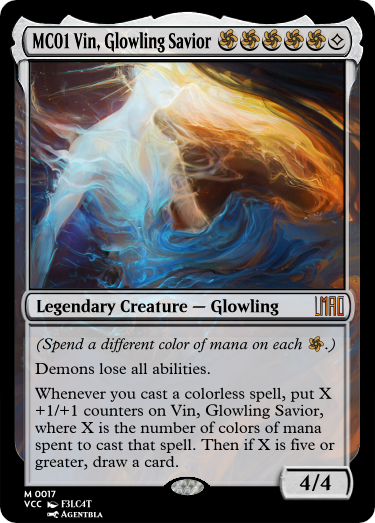 MC01 Vin, Glowling Savior
Legendary Creature — Glowling
LMAC
(Spend a different color of mana on each .)
Demons lose all abilities.
Whenever you cast a colorless spell, put X
+1/+1 counters on Vin, Glowling Savior,
where X is the number of colors of mana
spent to cast that spell. Then if X is five or
greater, draw a card.
4/4
M 0017
VCC F3LC4T
AGENTBLA